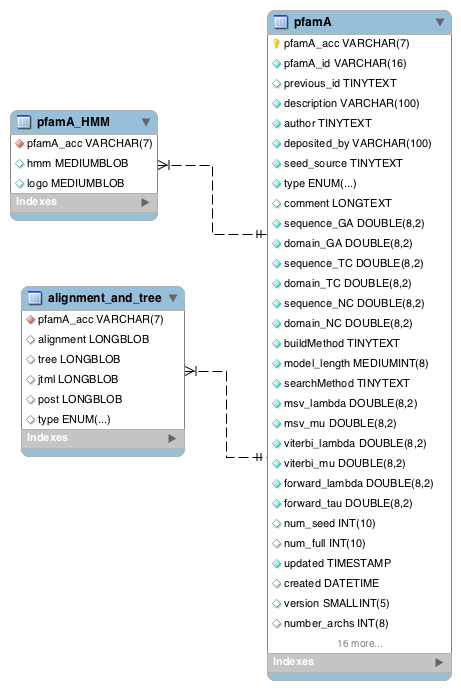 pfamA_HMM
pfamA_acc VARCHAR(7)
hmm MEDIUMBLOB
logo MEDIUMBLOB
Indexes
alignment_and_tree
pfamA_acc VARCHAR(7)
alignment LONGBLOB
tree LONGBLOB
jtml LONGBLOB
post LONGBLOB
type ENUM(...)
Indexes
pfamA
pfamA_acc VARCHAR(7)
pfamA_id VARCHAR(16)
previous_id TINYTEXT
description VARCHAR(100)
author TINYTEXT
deposited_by VARCHAR(100)
seed_source TINYTEXT
type ENUM(...)
comment LONGTEXT
sequence_GA DOUBLE(8,2)
domain_GA DOUBLE(8,2)
sequence_TC DOUBLE(8,2)
domain_TC DOUBLE(8,2)
sequence_NC DOUBLE(8,2)
domain_NC DOUBLE(8,2)
buildMethod TINYTEXT
model_length MEDIUMINT(8)
searchMethod TINYTEXT
msv_lambda DOUBLE(8,2)
msv_mu DOUBLE(8,2)
viterbi_lambda DOUBLE(8,2)
viterbi_mu DOUBLE(8,2)
forward_lambda DOUBLE(8,2)
forward_tau DOUBLE(8,2)
num_seed INT(10)
num_full INT(10)
updated TIMESTAMP
created DATETIME
version SMALLINT(5)
number_archs INT(8)
16 more...
Indexes